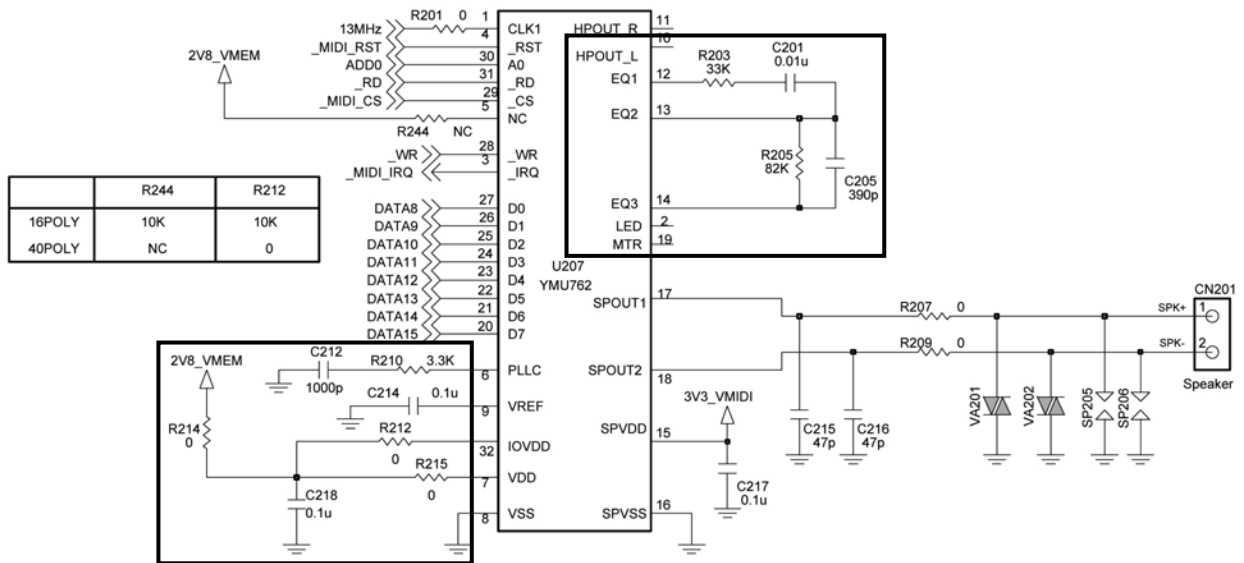 R201 0
13MHz
1
CLK1
_MIDI_RST
4
_RST
ADD0
30
A0
_RD
31
_RD
_MIDI_CS
29
_CS
2V8_VMEM
5
NC
R244 NC
_WR
28
_WR
_MIDI_IRQ
3
_IRQ
R244 R212
16POLY 10K 10K
40POLY NC 0
DATA8
27
D0
DATA9
26
D1
DATA10
25
D2
DATA11
24
D3
DATA12
23
D4
DATA13
22
D5
DATA14
21
D6
DATA15
20
D7
2V8_VMEM
C212
1000p
R210 3.3K
6
PLLC
C214 0.1u
9
VREF
R214
0
R212
0
32
IOVDD
R215
0
7
VDD
C218
0.1u
8
VSS
U207
YMU762
HPOUT_R
11
HPOUT_L
10
EQ1
12
R203
33K
C201
0.01u
EQ2
13
R205
82K
C205
390p
EQ3
14
LED
2
MTR
19
SPOUT1
17
SPOUT2
18
R207 0
R209 0
3V3_VMIDI
SPVDD
15
C217
0.1u
SPVSS
16
C215
47p
C216
47p
VA201
VA202
SP205
SP206
CN201
SPK+
1
SPK-
2
Speaker